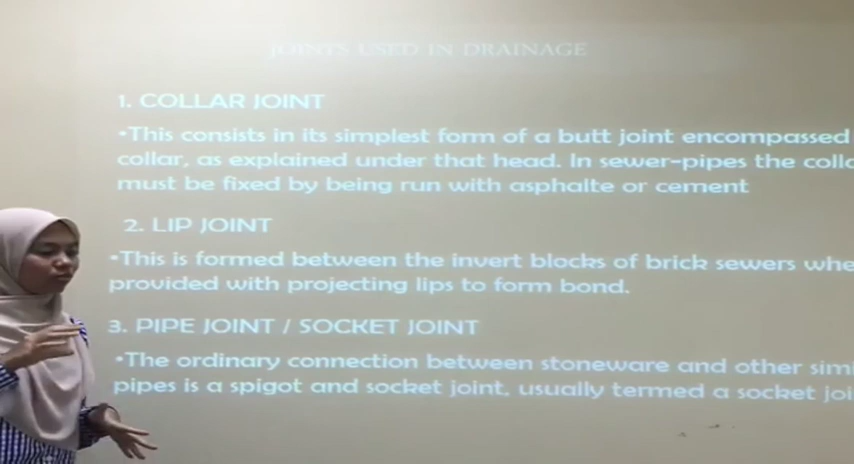 JOINTS USED IN DRAINAGE
1. COLLAR JOINT
•This consists in its simplest form of a butt joint encompassed
collar, as explained under that head. In sewer-pipes the
must be fixed by being run with asphalte or cement
2. LIP JOINT
•This is formed between the invert blocks of brick sewers
provided with projecting lips to form bond.
3. PIPE JOINT / SOCKET JOINT
•The ordinary connection between stoneware and other
pipes is a spigot and socket joint, usually termed a socket